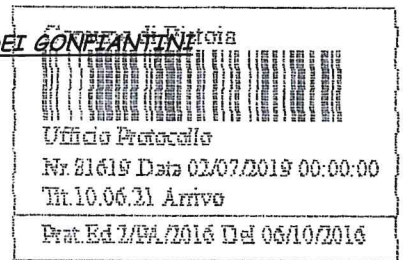 DEI GONFIANTINI
Comune di Pistoia
Ufficio Protocollo
Nr. 81619 Data 02/07/2019 00:00:00
Tit.10.06.21 Arrivo
Prat.Ed 2/PA/2016 Del 06/10/2016